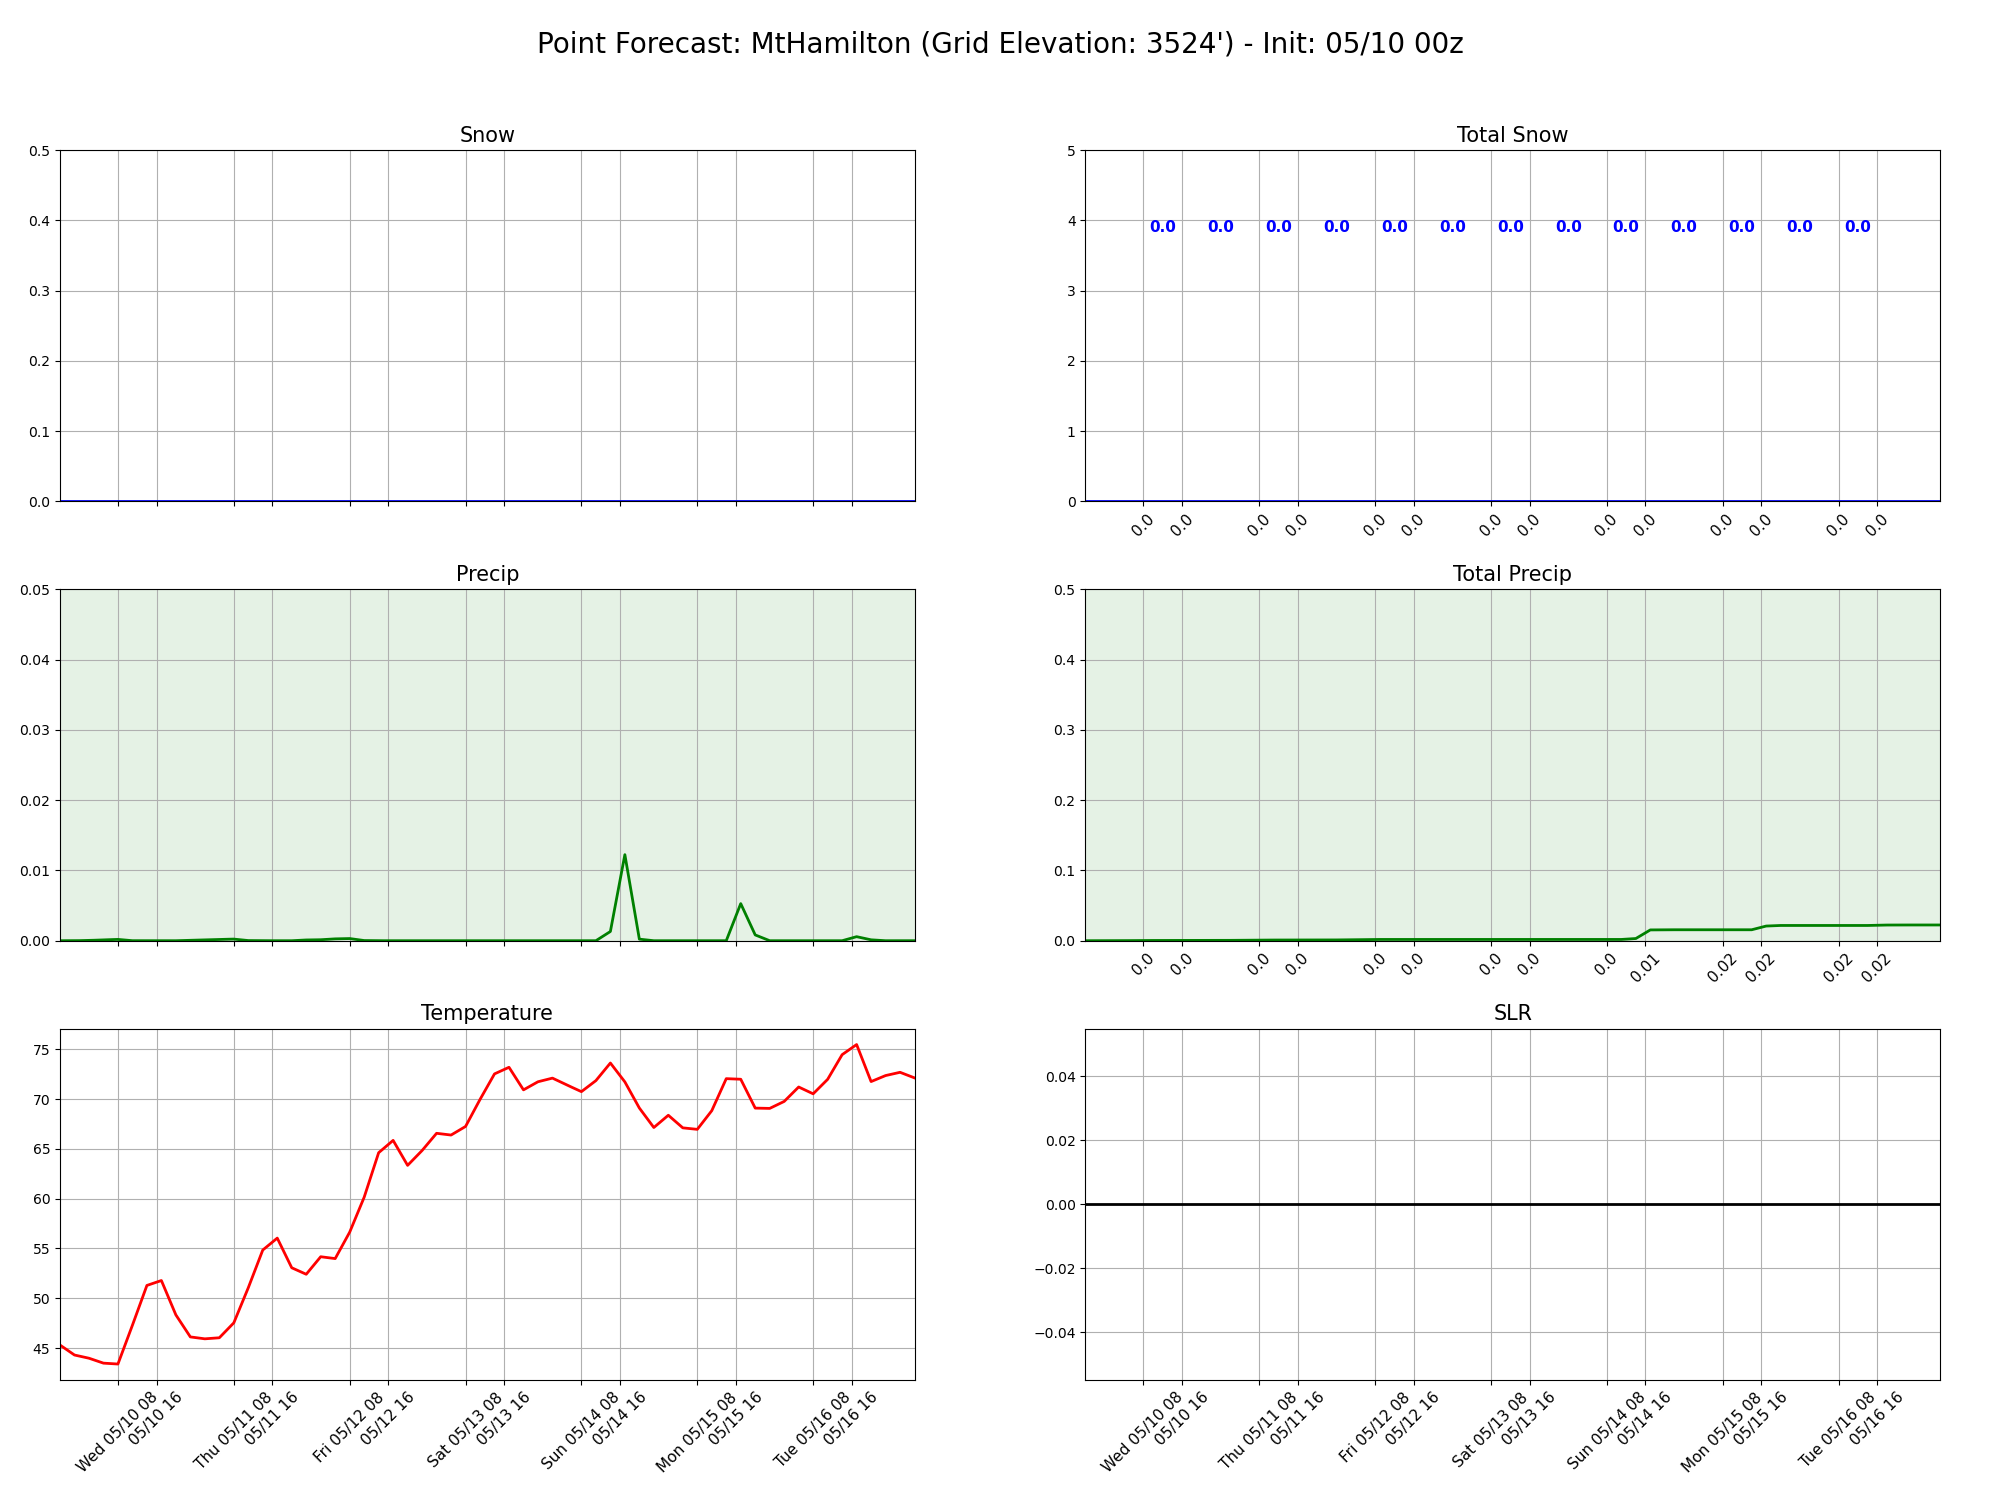 Point Forecast: MtHamilton (Grid Elevation: 3524') - Init: 05/10 00z
Snow
0.5
0.4
0.3
0.2
0.1
0.0
Total Snow
5
4
3
2
1
0
0.0 0.0 0.0 0.0 0.0 0.0 0.0 0.0 0.0 0.0 0.0 0.0 0.0
0.0 0.0 0.0 0.0 0.0 0.0 0.0 0.0 0.0 0.0 0.0 0.0 0.0 0.0
Precip
0.05
0.04
0.03
0.02
0.01
0.00
Total Precip
0.5
0.4
0.3
0.2
0.1
0.0
0.0 0.0 0.0 0.0 0.0 0.0 0.0 0.0 0.0 0.01 0.02 0.02 0.02 0.02
Temperature
75
70
65
60
55
50
45
Wed 05/10 08
05/10 16
Thu 05/11 08
05/11 16
Fri 05/12 08
05/12 16
Sat 05/13 08
05/13 16
Sun 05/14 08
05/14 16
Mon 05/15 08
05/15 16
Tue 05/16 08
05/16 16
SLR
0.04
0.02
0.00
−0.02
−0.04
Wed 05/10 08
05/10 16
Thu 05/11 08
05/11 16
Fri 05/12 08
05/12 16
Sat 05/13 08
05/13 16
Sun 05/14 08
05/14 16
Mon 05/15 08
05/15 16
Tue 05/16 08
05/16 16